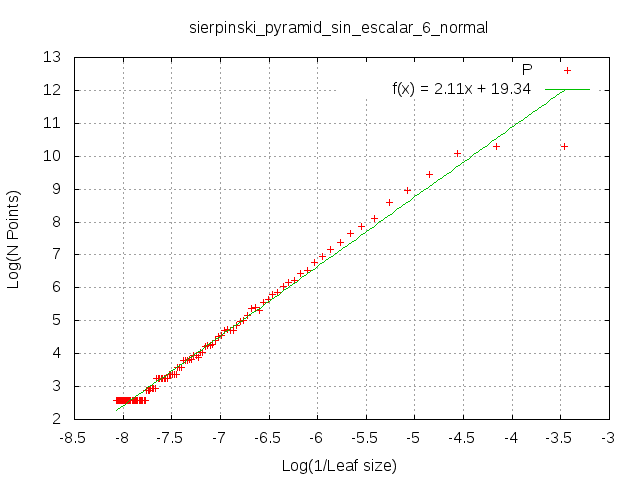 sierpinski_pyramid_sin_escalar_6_normal
P
f(x) = 2.11x + 19.34
13
12
11
10
9
8
7
6
5
4
3
2
Log(N Points)
-8.5 -8 -7.5 -7 -6.5 -6 -5.5 -5 -4.5 -4 -3.5 -3
Log(1/Leaf size)